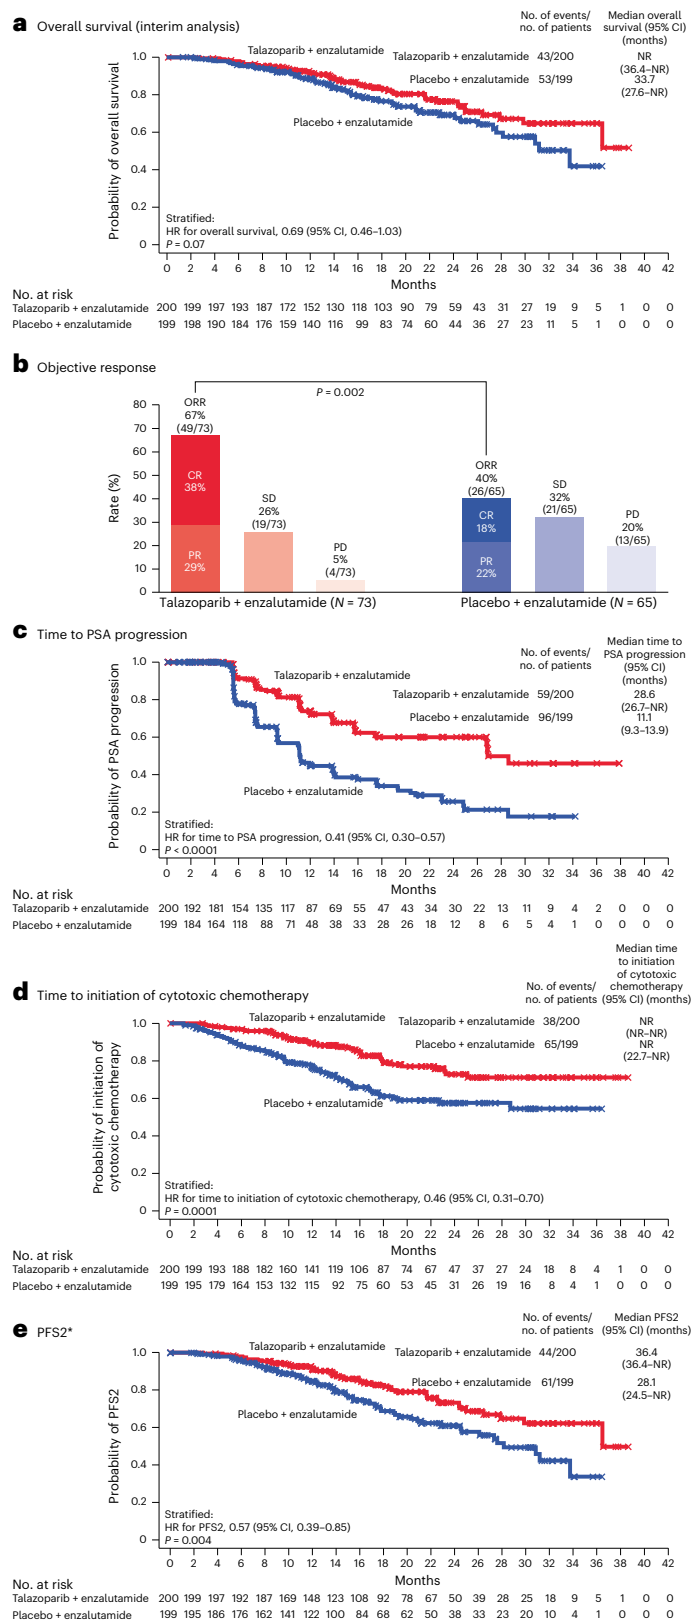 a Overall survival (interim analysis)
No. of events/
no. of patients
Median overall
survival (95% CI)
(months)
Talazoparib + enzalutamide
Talazoparib + enzalutamide 43/200 NR
(36.4–NR)
Placebo + enzalutamide 53/199 33.7
(27.6–NR)
Placebo + enzalutamide
Probability of overall survival
1.0
0.8
0.6
0.4
0.2
0
Stratified:
HR for overall survival, 0.69 (95% CI, 0.46–1.03)
P = 0.07
0 2 4 6 8 10 12 14 16 18 20 22 24 26 28 30 32 34 36 38 40 42
Months
No. at risk
Talazoparib + enzalutamide 200 199 197 193 187 172 152 130 118 103 90 79 59 43 31 27 19 9 5 1 0 0
Placebo + enzalutamide 199 198 190 184 176 159 140 116 99 83 74 60 44 36 27 23 11 5 1 0 0 0
b Objective response
P = 0.002
Rate (%)
80
70
60
50
40
30
20
10
0
ORR
67%
(49/73)
CR
38%
PR
29%
SD
26%
(19/73)
PD
5%
(4/73)
ORR
40%
(26/65)
CR
18%
PR
22%
SD
32%
(21/65)
PD
20%
(13/65)
Talazoparib + enzalutamide (N = 73)
Placebo + enzalutamide (N = 65)
c Time to PSA progression
No. of events/
no. of patients
Median time to
PSA progression
(95% CI)
(months)
Talazoparib + enzalutamide
Talazoparib + enzalutamide 59/200 28.6
(26.7–NR)
Placebo + enzalutamide 96/199 11.1
(9.3–13.9)
Placebo + enzalutamide
Probability of PSA progression
1.0
0.8
0.6
0.4
0.2
0
Stratified:
HR for time to PSA progression, 0.41 (95% CI, 0.30–0.57)
P < 0.0001
0 2 4 6 8 10 12 14 16 18 20 22 24 26 28 30 32 34 36 38 40 42
Months
No. at risk
Talazoparib + enzalutamide 200 192 181 154 135 117 87 69 55 47 43 34 30 22 13 11 9 4 2 0 0 0
Placebo + enzalutamide 199 184 164 118 88 71 48 38 33 28 26 18 12 8 6 5 4 1 0 0 0 0
d Time to initiation of cytotoxic chemotherapy
No. of events/
no. of patients
Median time
to initiation
of cytotoxic
chemotherapy
(95% CI) (months)
Talazoparib + enzalutamide
Talazoparib + enzalutamide 38/200 NR
(NR–NR)
Placebo + enzalutamide 65/199 NR
(22.7–NR)
Placebo + enzalutamide
Probability of initiation of
cytotoxic chemotherapy
1.0
0.8
0.6
0.4
0.2
0
Stratified:
HR for time to initiation of cytotoxic chemotherapy, 0.46 (95% CI, 0.31–0.70)
P = 0.0001
0 2 4 6 8 10 12 14 16 18 20 22 24 26 28 30 32 34 36 38 40 42
Months
No. at risk
Talazoparib + enzalutamide 200 199 193 188 182 160 141 119 106 87 74 67 47 37 27 24 18 8 4 1 0 0
Placebo + enzalutamide 199 195 179 164 153 132 115 92 75 60 53 45 31 26 19 16 8 4 1 0 0 0
e PFS2*
No. of events/
no. of patients
Median PFS2
(95% CI) (months)
Talazoparib + enzalutamide
Talazoparib + enzalutamide 44/200 36.4
(36.4–NR)
Placebo + enzalutamide 61/199 28.1
(24.5–NR)
Placebo + enzalutamide
Probability of PFS2
1.0
0.8
0.6
0.4
0.2
0
Stratified:
HR for PFS2, 0.57 (95% CI, 0.39–0.85)
P = 0.004
0 2 4 6 8 10 12 14 16 18 20 22 24 26 28 30 32 34 36 38 40 42
Months
No. at risk
Talazoparib + enzalutamide 200 199 197 192 187 169 148 123 108 92 78 67 50 39 28 25 18 9 5 1 0 0
Placebo + enzalutamide 199 195 186 176 162 141 122 100 84 68 62 50 38 33 23 20 10 4 1 0 0 0